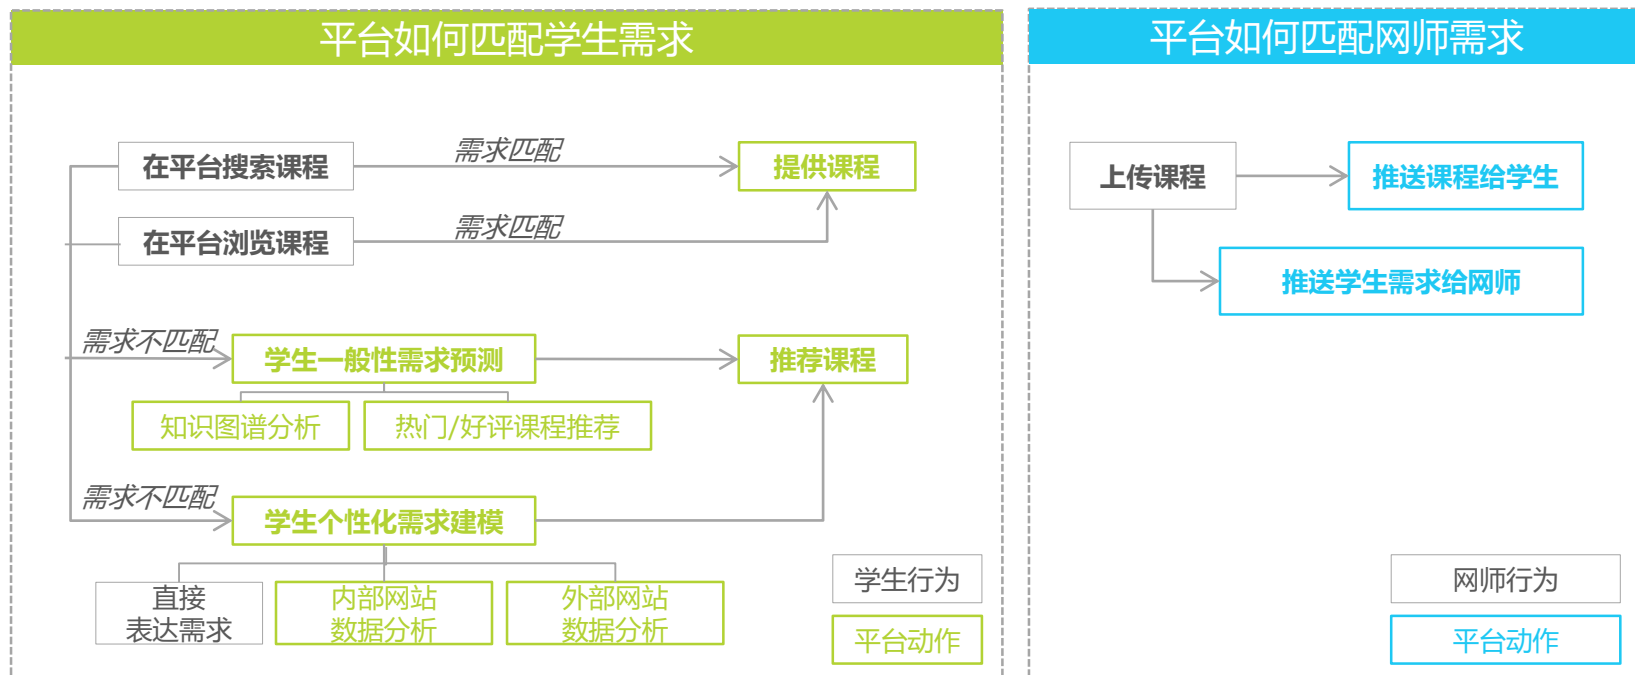 平台如何匹配学生需求
在平台搜索课程
需求匹配
提供课程
在平台浏览课程
需求匹配
需求不匹配
学生一般性需求预测
推荐课程
知识图谱分析
热门/好评课程推荐
需求不匹配
学生个性化需求建模
直接
表达需求
内部网站
数据分析
外部网站
数据分析
学生行为
平台动作
平台如何匹配网师需求
上传课程
推送课程给学生
推送学生需求给网师
网师行为
平台动作